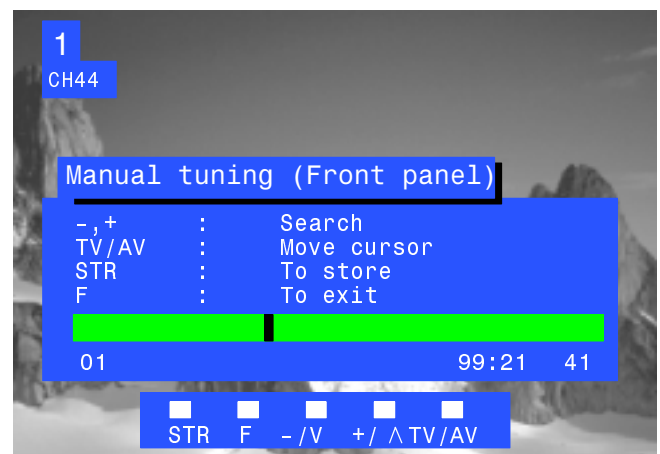 1
CH44
Manual tuning (Front panel)
-,+ : Search
TV/AV : Move cursor
STR : To store
F : To exit
01 99:21 41
STR F -/V +/ΛTV/AV